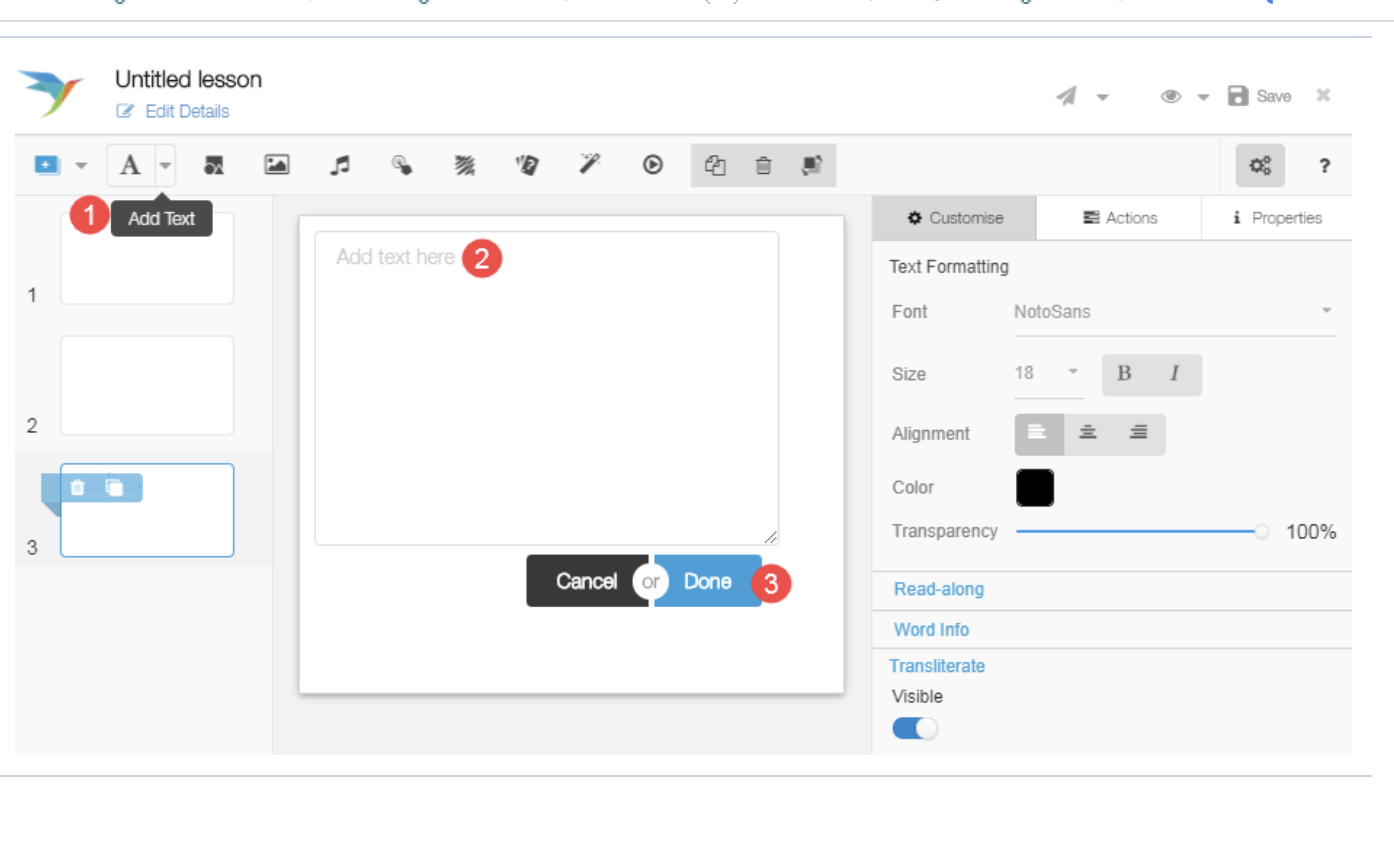 Untitled lesson
Edit Details
Save
A
?
1 Add Text
1
2
3
Add text here 2
Cancel or Done 3
Customise Actions i Properties
Text Formatting
Font NotoSans
Size 18 B I
Alignment
Color
Transparency 100%
Read-along
Word Info
Transliterate
Visible